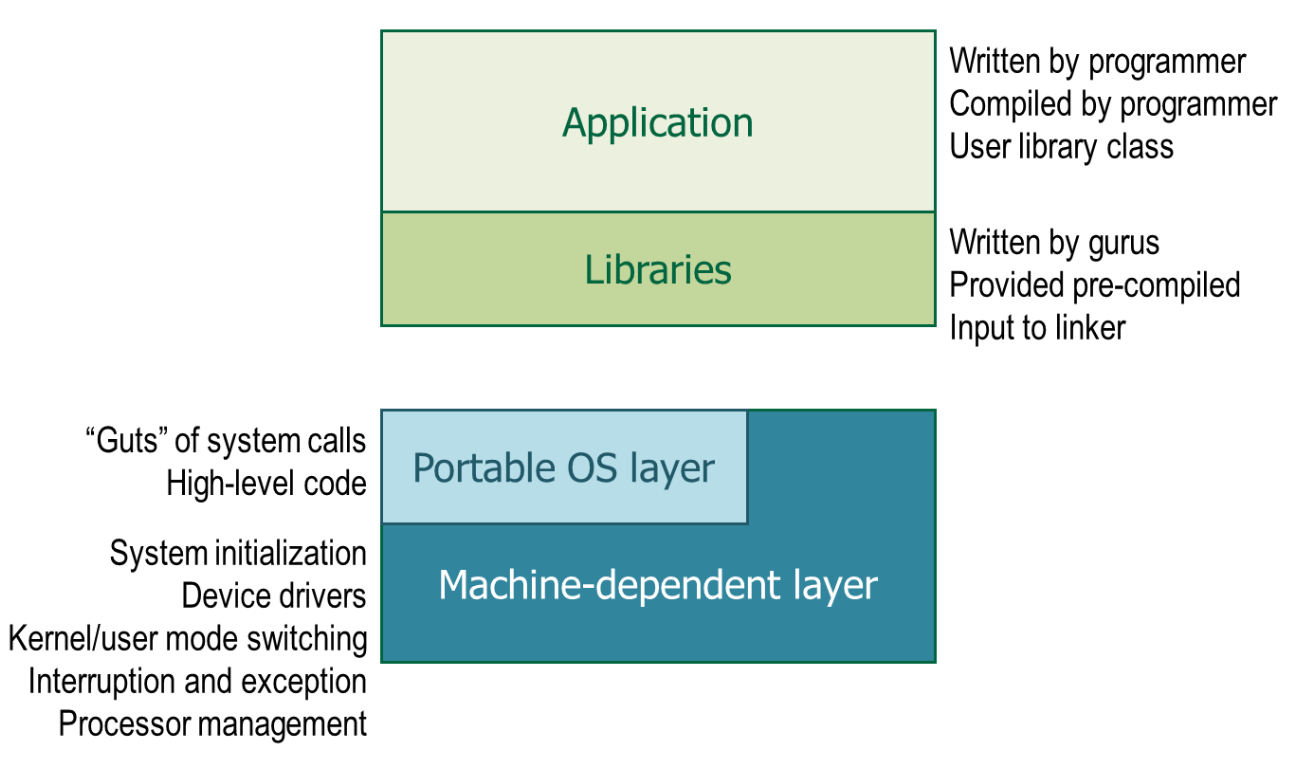 Application
Written by programmer
Compiled by programmer
User library class
Libraries
Written by gurus
Provided pre-compiled
Input to linker
“Guts” of system calls
High-level code
Portable OS layer
System initialization
Device drivers
Kernel/user mode switching
Interruption and exception
Processor management
Machine-dependent layer